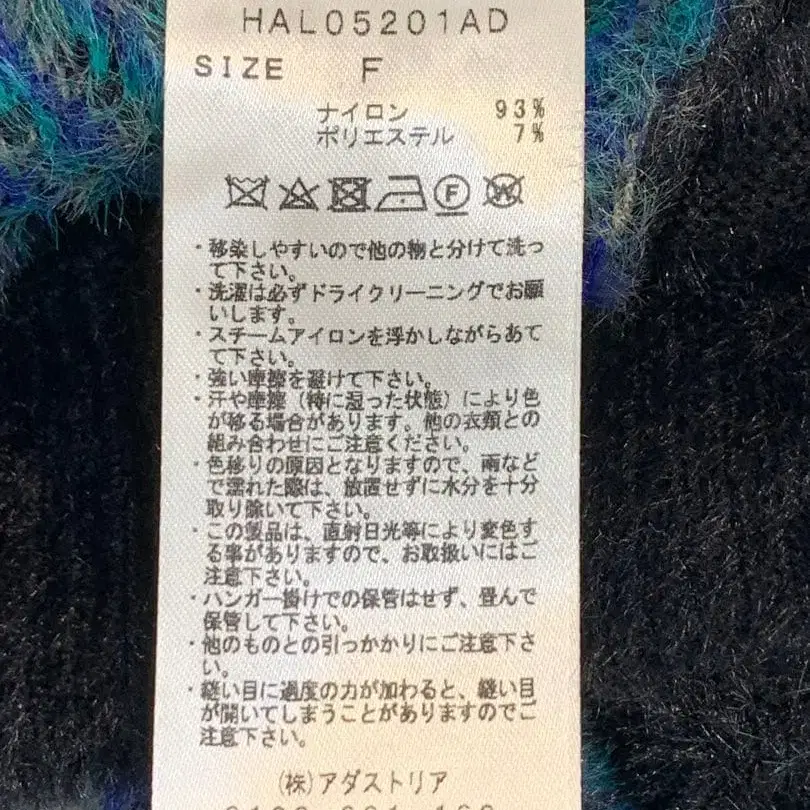 HAL05201AD
SIZE F
ナイロン 93%
ポリエステル 7%
F
W
・移染しやすいので他の物と分けて洗っ
て下さい。
・洗濯は必ずドライクリーニングでお願
いします。
・スチームアイロンを浮かしながらあて
て下さい。
・強い摩擦を避けて下さい。
・汗や摩擦(特に湿った状態)により色
が移る場合があります。他の衣類との
組み合わせにご注意ください。
・色移りの原因となりますので、雨など
で濡れた際は、放置せずに水分を十分
取り除いて下さい。
・この製品は、直射日光等により変色す
る事がありますので、お取扱いにはご
注意下さい。
・ハンガー掛けでの保管はせず、畳んで
保管して下さい。
・他のものとの引っかかりにご注意下さ
い。
・縫い目に過度の力が加わると、縫い目
が開いてしまうことがありますのでご
注意下さい。
(株)アダストリア